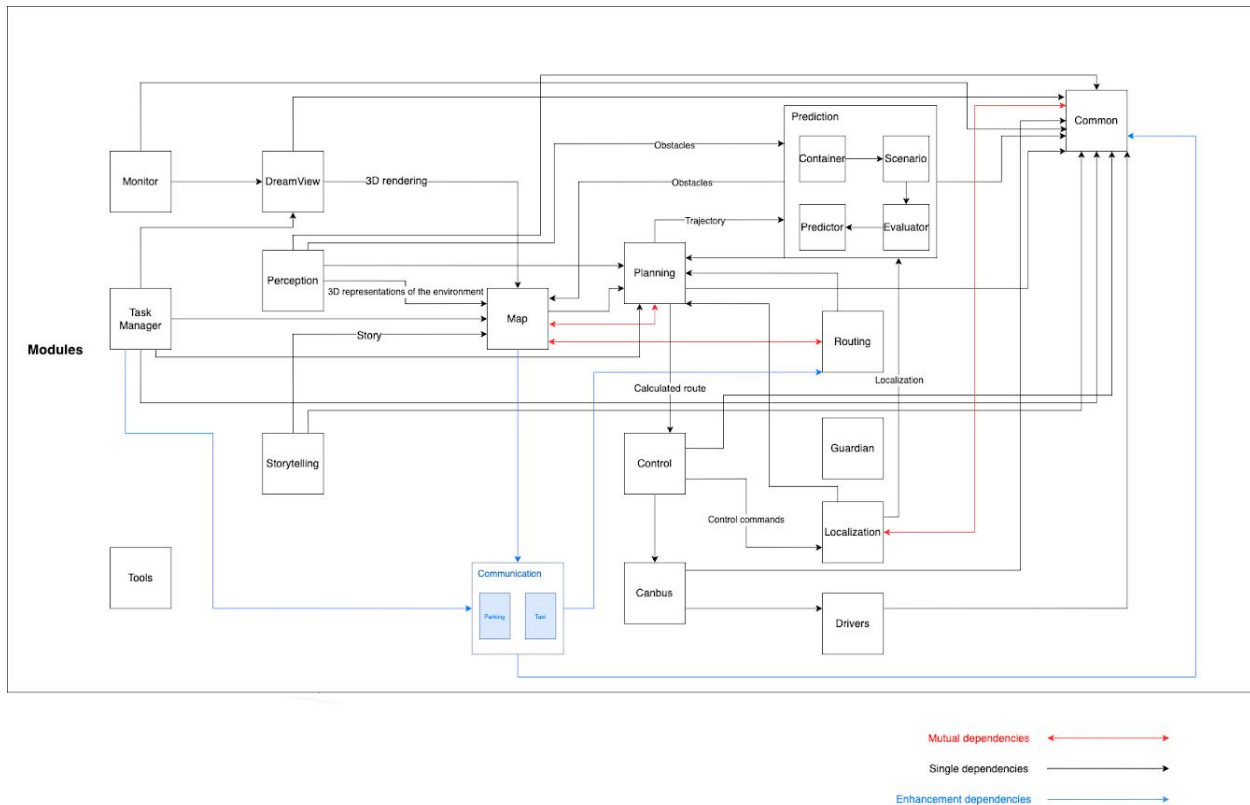 Common
Prediction
Container
Scenario
Predictor
Evaluator
Obstacles
Obstacles
Trajectory
Monitor
DreamView
3D rendering
Perception
Planning
3D representations of the environment
Task
Manager
Map
Routing
Modules
Story
Calculated route
Localization
Guardian
Control
Storytelling
Control commands
Localization
Tools
Communication
Parking
Taxi
Canbus
Drivers
Mutual dependencies
Single dependencies
Enhancement dependencies